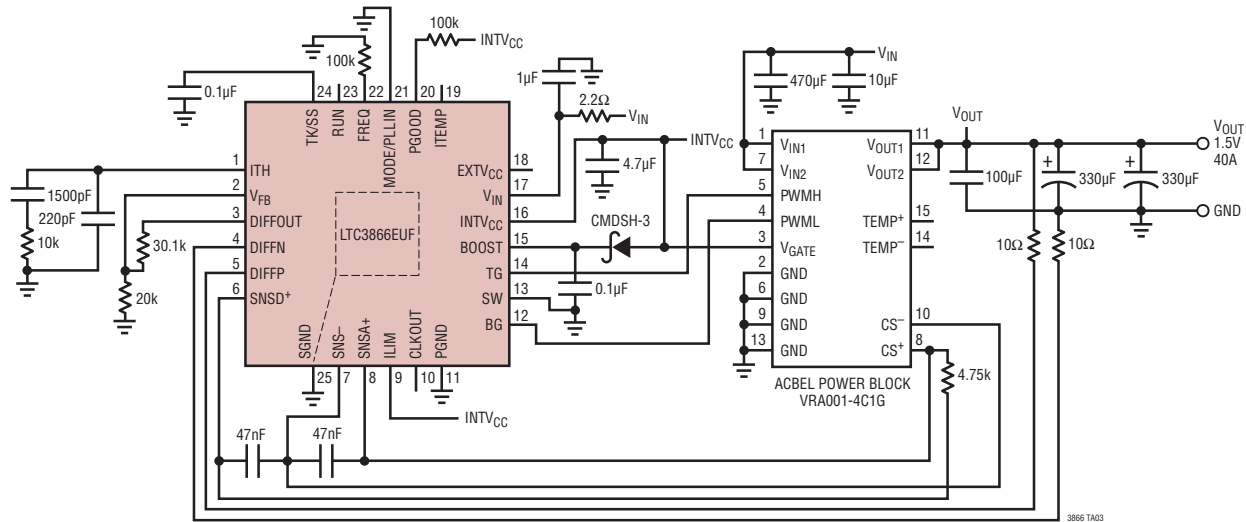 100k
INTVCC
100k
0.1µF
24 23 22 21 20 19
TK/SS
RUN
FREQ
MODE/PLLIN
PGOOD
ITEMP
1µF
2.2Ω
VIN
INTVCC
4.7µF
CMDSH-3
0.1µF
1 ITH
2 VFB
3 DIFFOUT
4 DIFFN
5 DIFFP
6 SNSD+
1500pF
220pF
10k
30.1k
20k
LTC3866EUF
EXTVCC 18
VIN 17
INTVCC 16
BOOST 15
TG 14
SW 13
BG 12
SGND
SNS–
SNSA+
ILIM
CLKOUT
PGND
25 7 8 9 10 11
INTVCC
47nF
47nF
VIN
470µF
10µF
1 VIN1
7 VIN2
5 PWMH
4 PWML
3 VGATE
2 GND
6 GND
9 GND
13 GND
VOUT1 11
VOUT2 12
TEMP+ 15
TEMP– 14
CS– 10
CS+ 8
ACBEL POWER BLOCK
VRA001-4C1G
4.75k
VOUT
100µF
+
330µF
+
330µF
10Ω
10Ω
VOUT
1.5V
40A
GND
3866 TA03